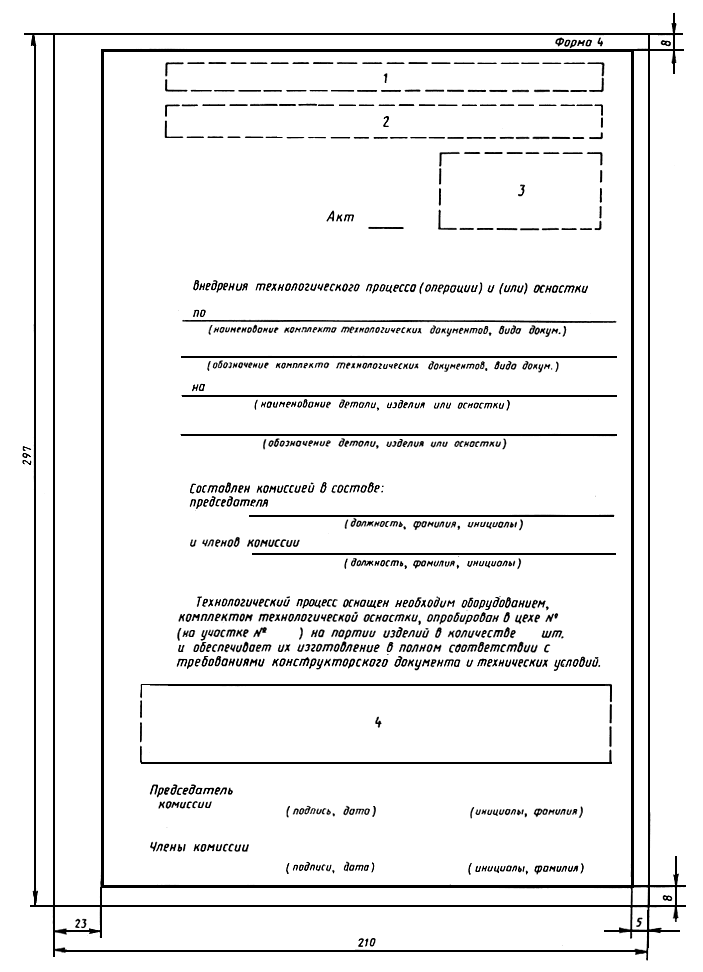 Форма 4
8
1
2
3
Акт
Внедрения технологического процесса (операции) и (или) оснастки
по
(наименование комплекта технологических документов, вида докум.)
(обозначение комплекта технологических документов, вида докум.)
на
(наименование детали, изделия или оснастки)
(обозначение детали, изделия или оснастки)
297
Составлен комиссией в составе:
председателя
(должность, фамилия, инициалы)
и членов комиссии
(должность, фамилия, инициалы)
Технологический процесс оснащен необходим оборудованием,
комплектом технологической оснастки, опробирован в цехе №
(на участке № ) на партии изделий в количестве шт.
и обеспечивает их изготовление в полном соответствии с
требованиями конструкторского документа и технических условий.
4
Председатель
комиссии
(подпись, дата) (инициалы, фамилия)
Члены комиссии
(подписи, дата) (инициалы, фамилия)
8
23
5
210